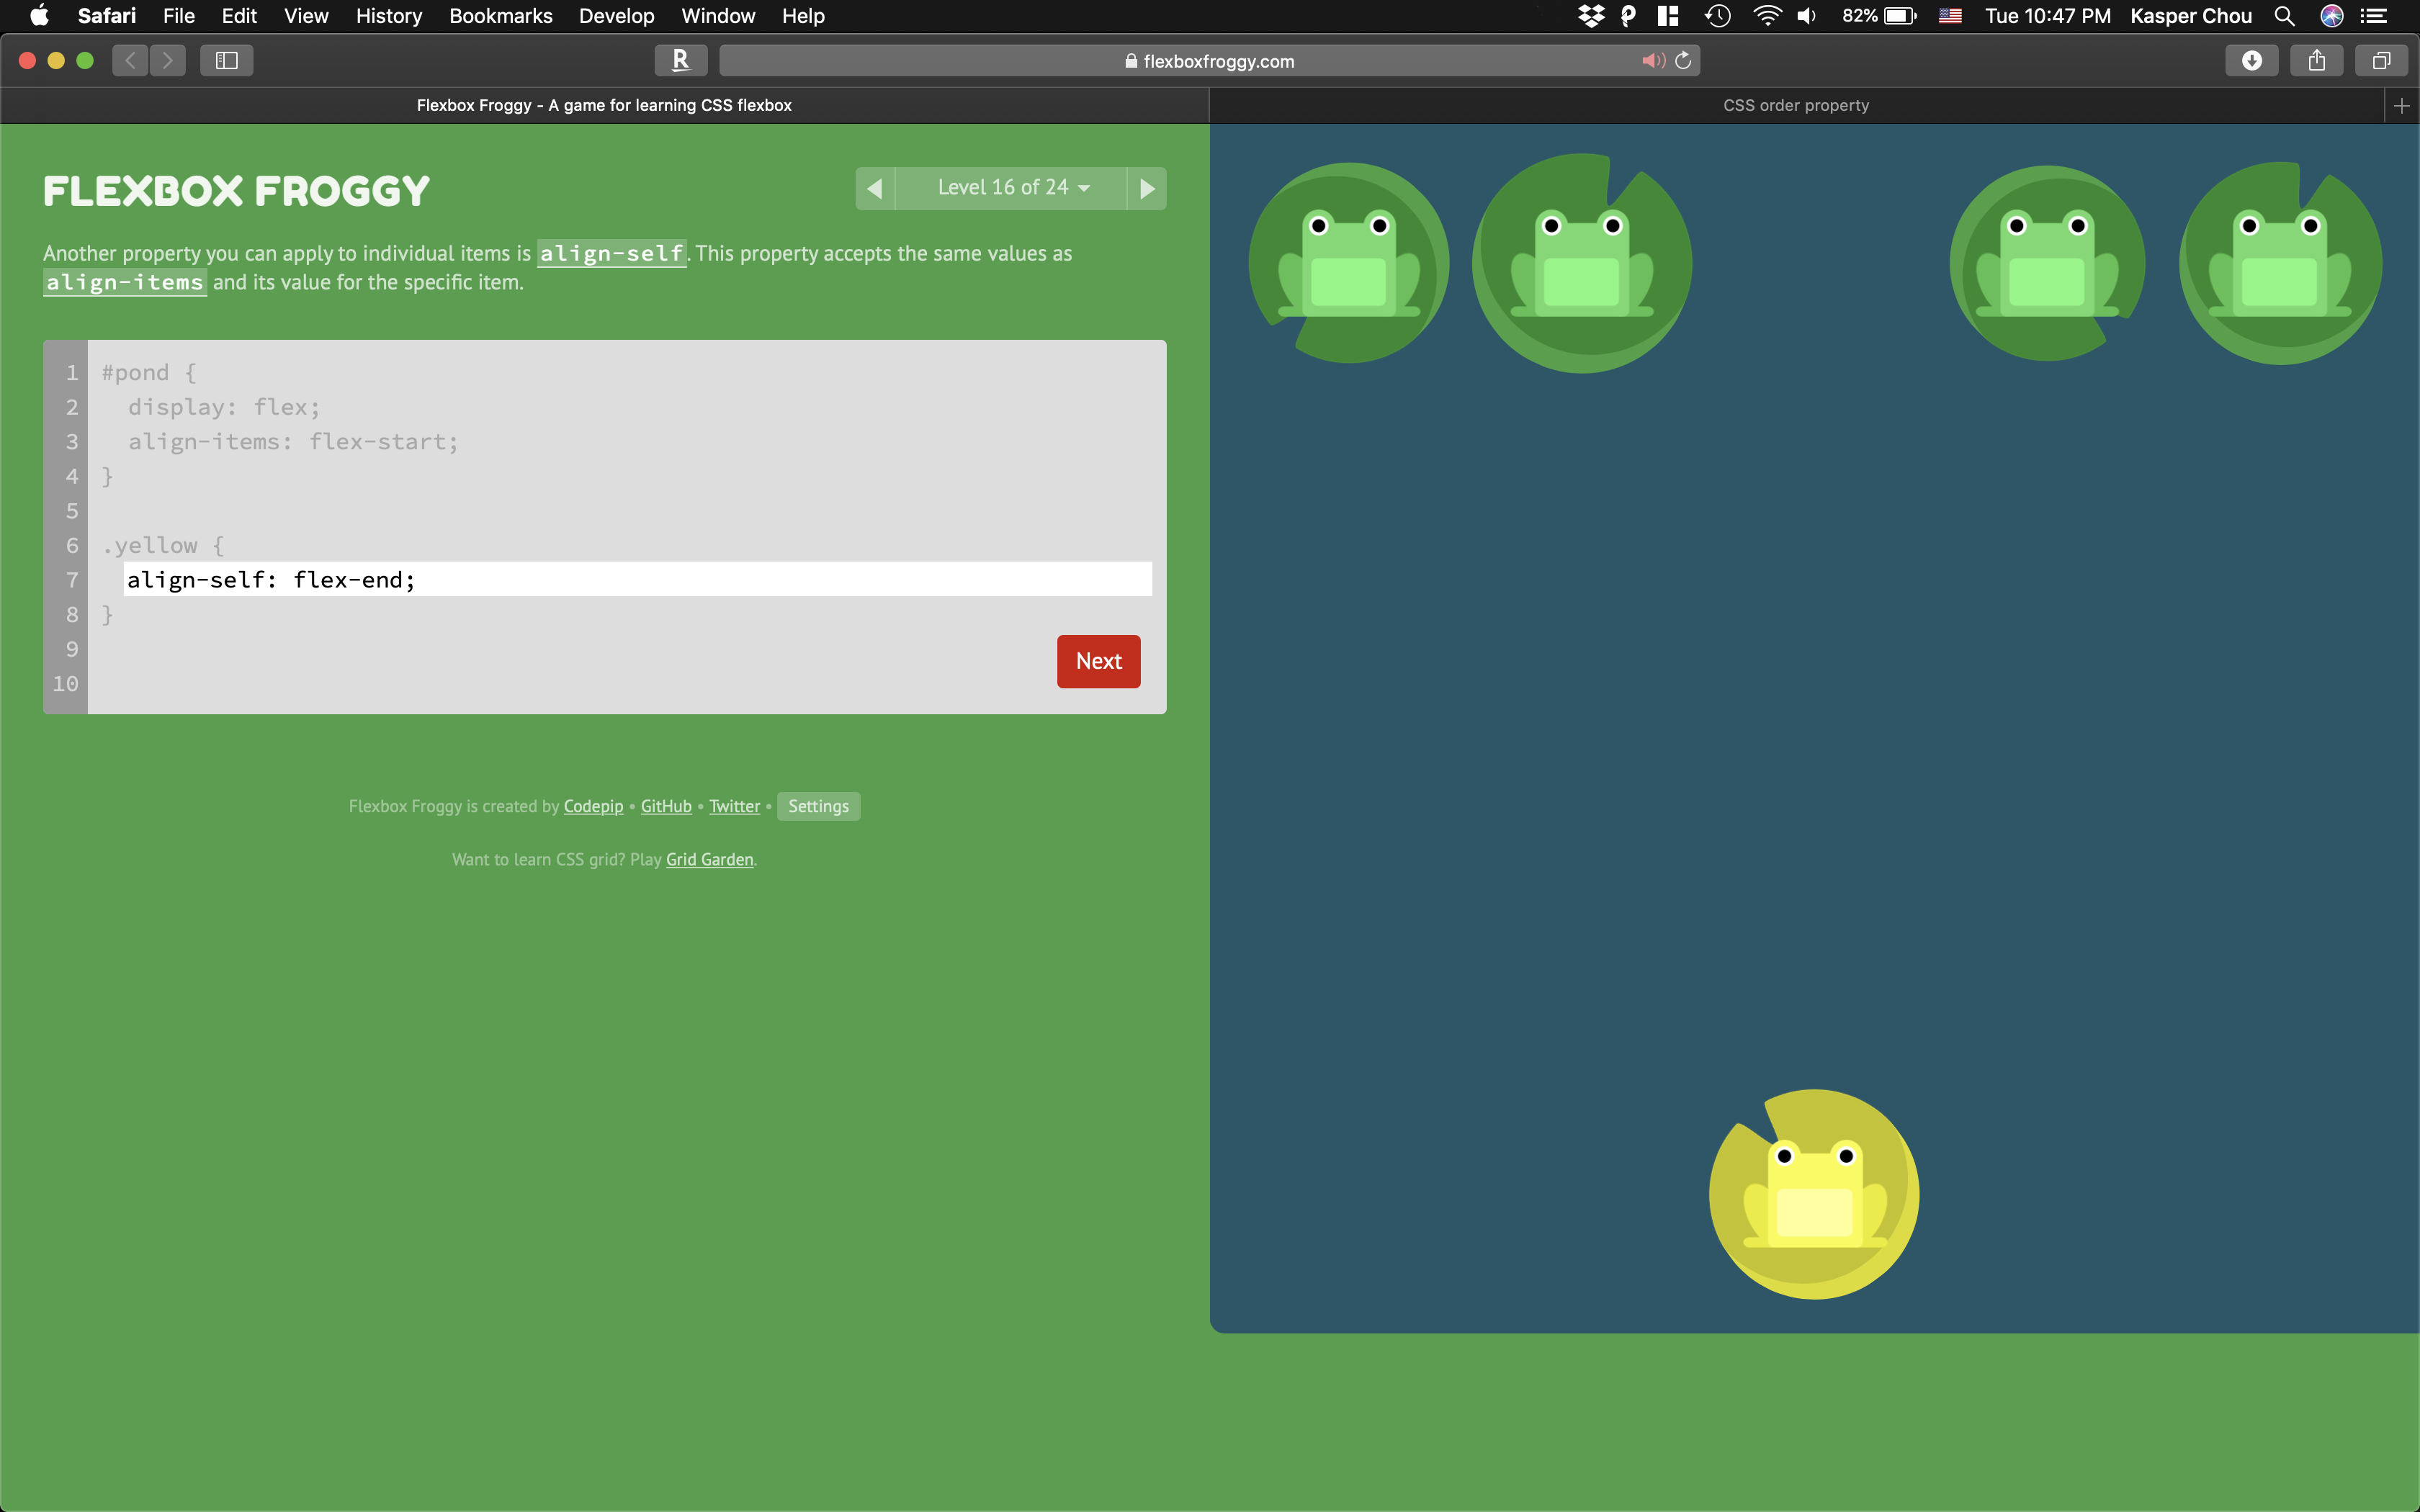 Safari File Edit View History Bookmarks Develop Window Help 82% Tue 10:47 PM Kasper Chou
R flexboxfroggy.com
Flexbox Froggy - A game for learning CSS flexbox CSS order property
FLEXBOX FROGGY
Level 16 of 24
Another property you can apply to individual items is align-self. This property accepts the same values as
align-items and its value for the specific item.
1 #pond {
2 display: flex;
3 align-items: flex-start;
4 }
5
6 .yellow {
7 align-self: flex-end;
8 }
9
10
Next
Flexbox Froggy is created by Codepip • GitHub • Twitter • Settings
Want to learn CSS grid? Play Grid Garden.